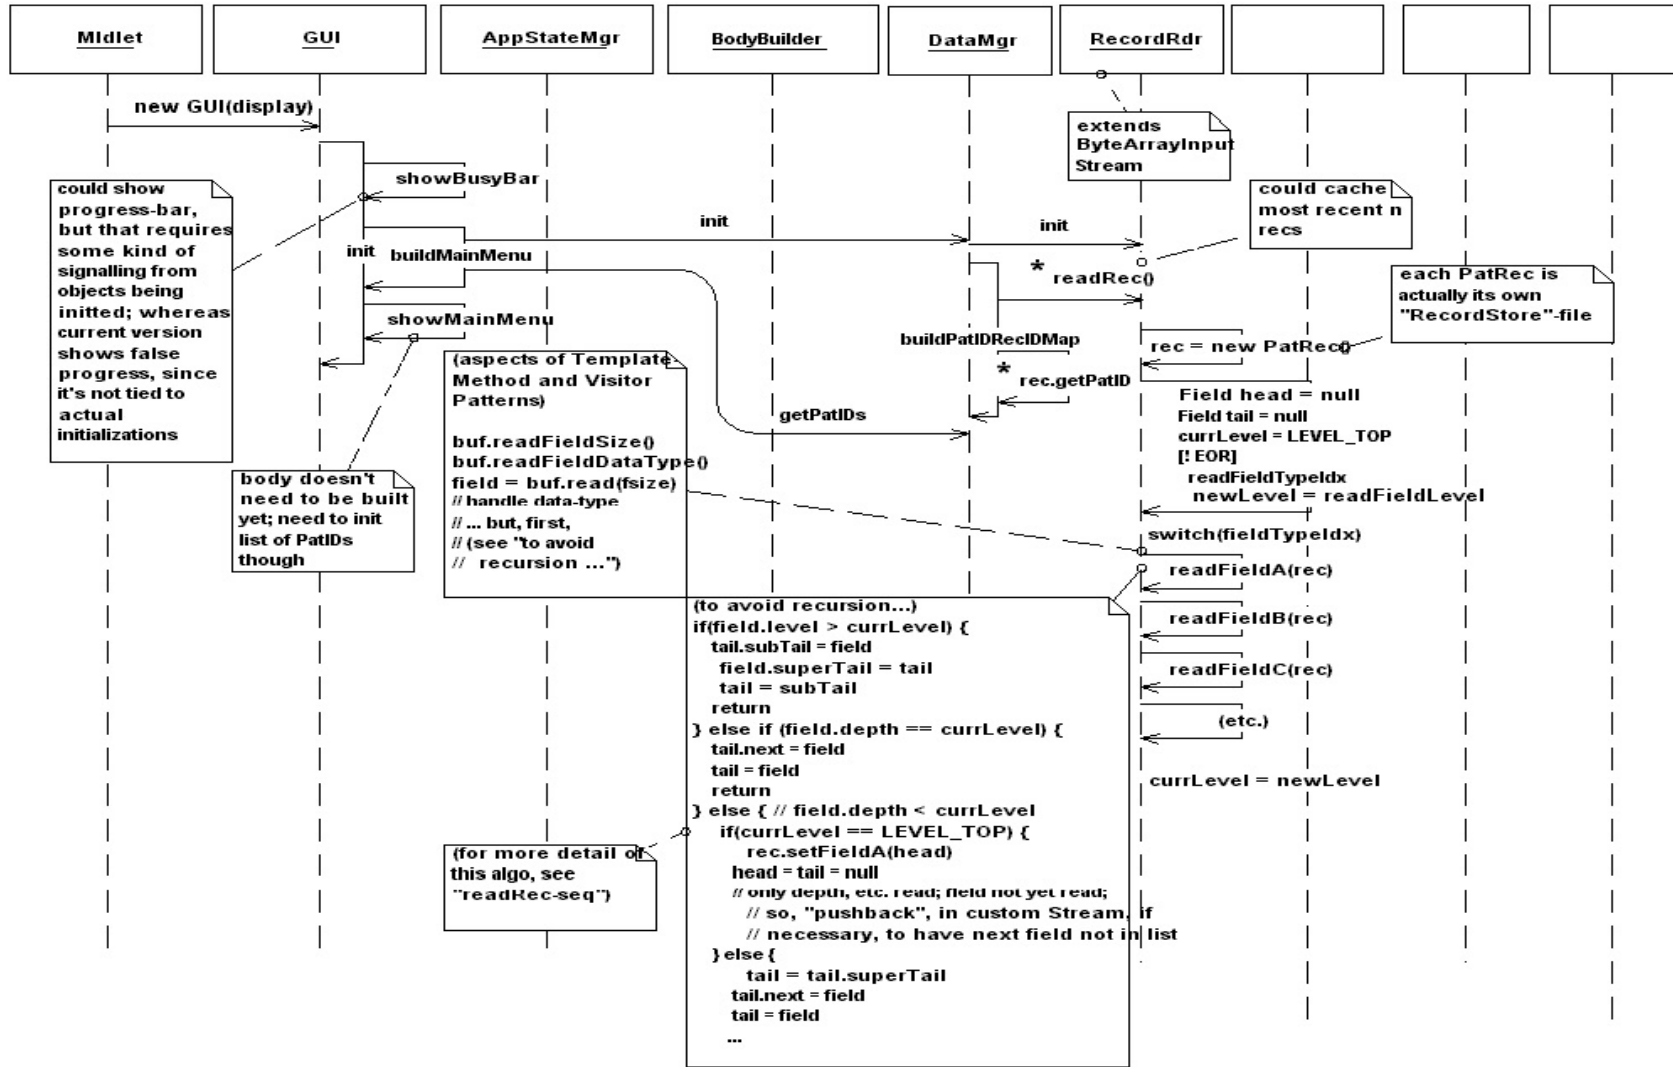 MIdlet
GUI
AppStateMgr
BodyBuilder
DataMgr
RecordRdr
new GUI(display)
extends
ByteArrayInput
Stream
showBusyBar
could show
progress-bar,
but that requires
some kind of
signalling from
objects being
initted; whereas
current version
shows false
progress, since
it's not tied to
actual
initializations
could cache
most recent n
recs
init
init
init
buildMainMenu
* readRec()
each PatRec is
actually its own
"RecordStore"-file
showMainMenu
buildPatIDRecIDMap
rec = new PatRec()
(aspects of Template
Method and Visitor
Patterns)
buf.readFieldSize()
buf.readFieldDataType()
field = buf.read(fsize)
// handle data-type
// ... but, first,
// (see "to avoid
// recursion ...")
* rec.getPatID
getPatIDs
Field head = null
Field tail = null
currLevel = LEVEL_TOP
[! EOR]
readFieldTypeIdx
newLevel = readFieldLevel
body doesn't
need to be built
yet; need to init
list of PatIDs
though
switch(fieldTypeIdx)
readFieldA(rec)
readFieldB(rec)
readFieldC(rec)
(etc.)
currLevel = newLevel
(to avoid recursion...)
if(field.level > currLevel) {
tail.subTail = field
field.superTail = tail
tail = subTail
return
} else if (field.depth == currLevel) {
tail.next = field
tail = field
return
} else { // field.depth < currLevel
if(currLevel == LEVEL_TOP) {
rec.setFieldA(head)
head = tail = null
// only depth, etc. read; field not yet read;
// so, "pushback", in custom Stream, if
// necessary, to have next field not in list
} else {
tail = tail.superTail
tail.next = field
tail = field
...
(for more detail of
this algo, see
"readRec-seq")